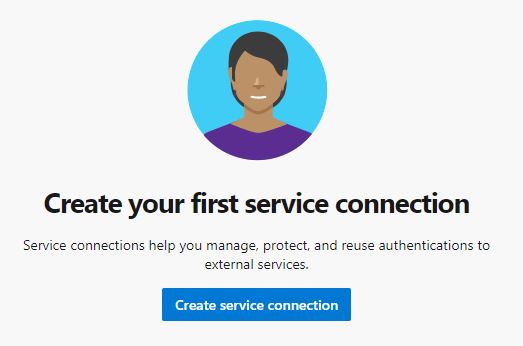 Create your first service connection
Service connections help you manage, protect, and reuse authentications to
external services.
Create service connection